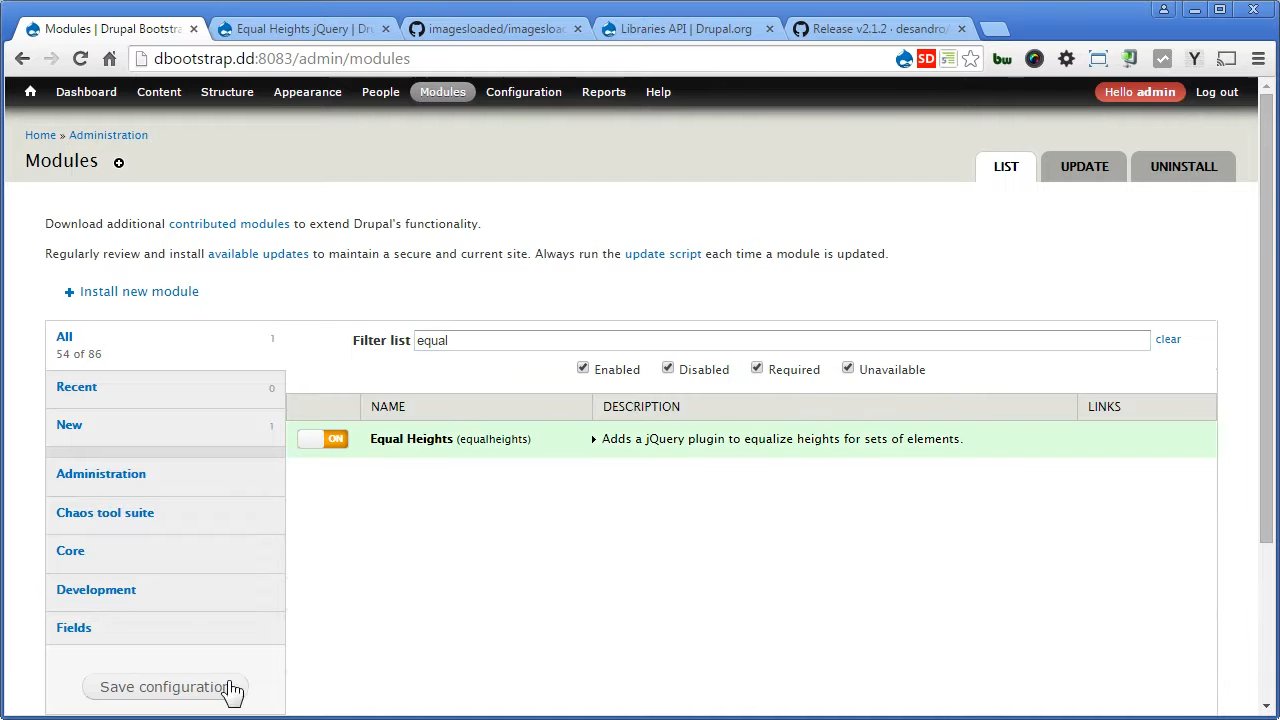 Modules | Drupal Bootstra
Equal Heights jQuery | Dr
imagesloaded/imagesload
Libraries API | Drupal.org
Release v2.1.2 · desandro/
dbootstrap.dd:8083/admin/modules
SD
bw
Y
Dashboard
Content
Structure
Appearance
People
Modules
Configuration
Reports
Help
Hello admin
Log out
Home » Administration
Modules
LIST
UPDATE
UNINSTALL
Download additional contributed modules to extend Drupal's functionality.
Regularly review and install available updates to maintain a secure and current site. Always run the update script each time a module is updated.
+ Install new module
All 1
54 of 86
Recent 0
New 1
Administration
Chaos tool suite
Core
Development
Fields
Save configuration
Filter list equal clear
Enabled Disabled Required Unavailable
NAME DESCRIPTION LINKS
ON Equal Heights (equalheights) Adds a jQuery plugin to equalize heights for sets of elements.